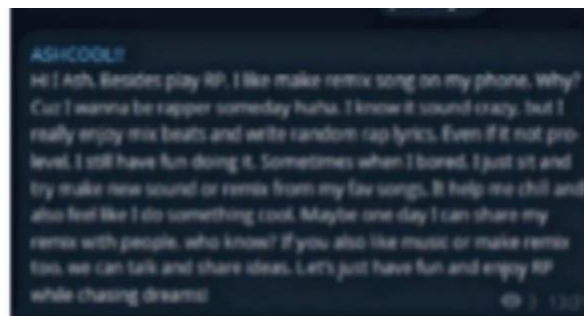 ASHCOOL!!
Hi! I Ash. Besides play RP, I like make remix song on my phone. Why?
Cuz I wanna be rapper someday haha. I know it sound crazy, but I
really enjoy mix beats and write random rap lyrics. Even if it not pro
level, I still have fun doing it. Sometimes when I bored, I just sit and
try make new sound or remix from my fav songs. It help me chill and
also feel like I do something cool. Maybe one day I can share my
remix with people, who know? If you also like music or make remix
too, we can talk and share ideas. Let's just have fun and enjoy RP
while chasing dreams!
3